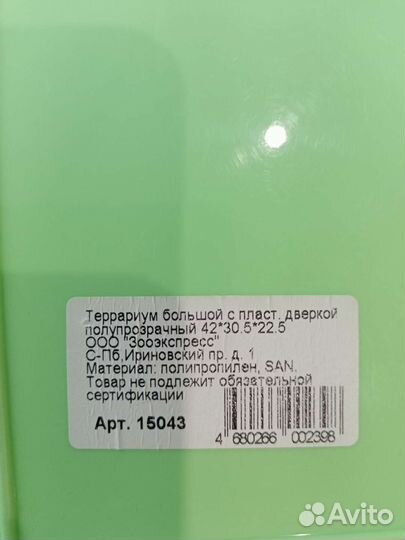 Террариум большой с пласт. дверкой
полупрозрачный 42*30.5*22.5
ООО "Зооэкспресс"
С-Пб,Ириновский пр. д. 1
Материал: полипропилен, SAN.
Товар не подлежит обязательной
сертификации
Арт. 15043
4 680266 002398
Avito